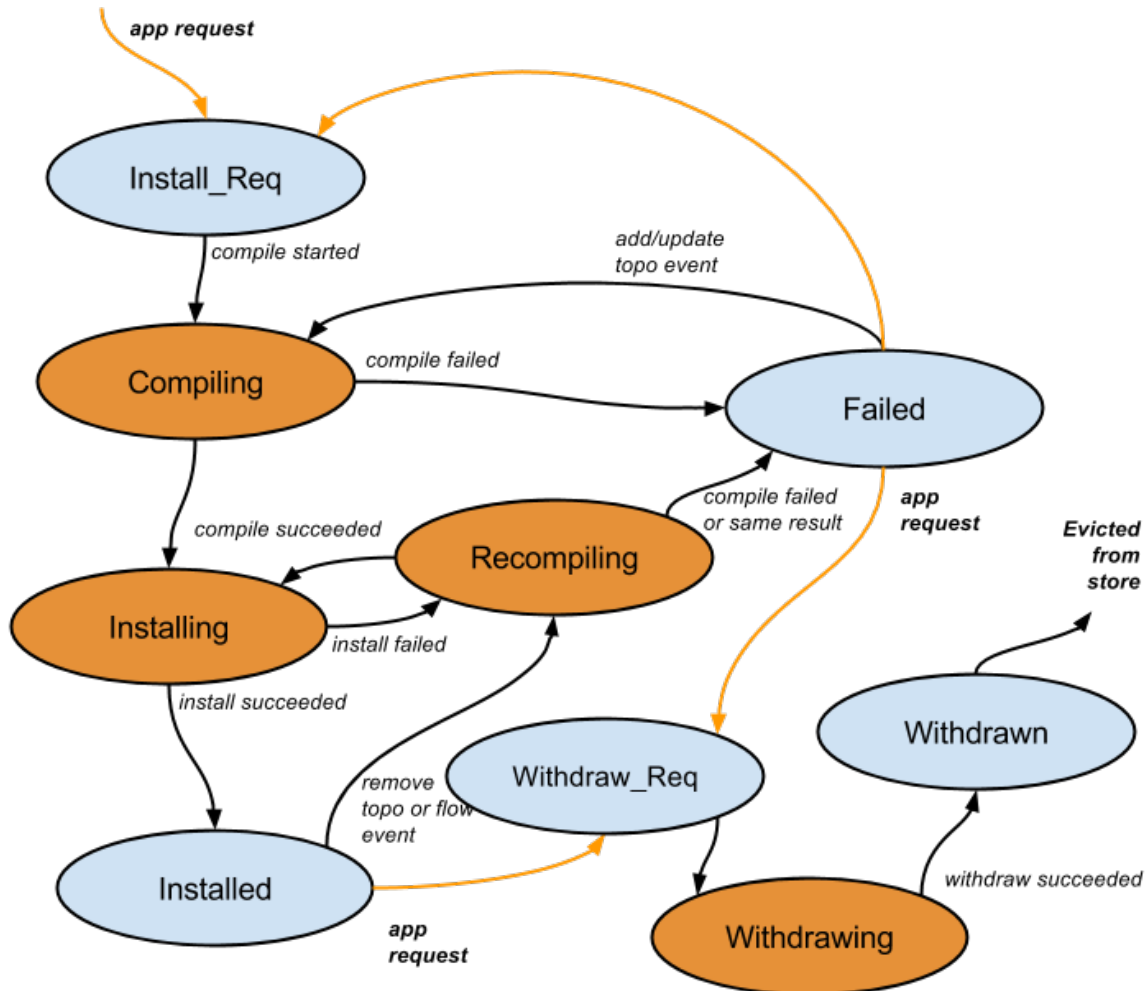 app request
Install_Req
compile started
add/update
topo event
Compiling
compile failed
Failed
compile succeeded
Recompiling
compile failed
or same result
app
request
Evicted
from
store
Installing
install failed
install succeeded
Withdrawn
Withdraw_Req
remove
topo or flow
event
Installed
withdraw succeeded
app
request
Withdrawing